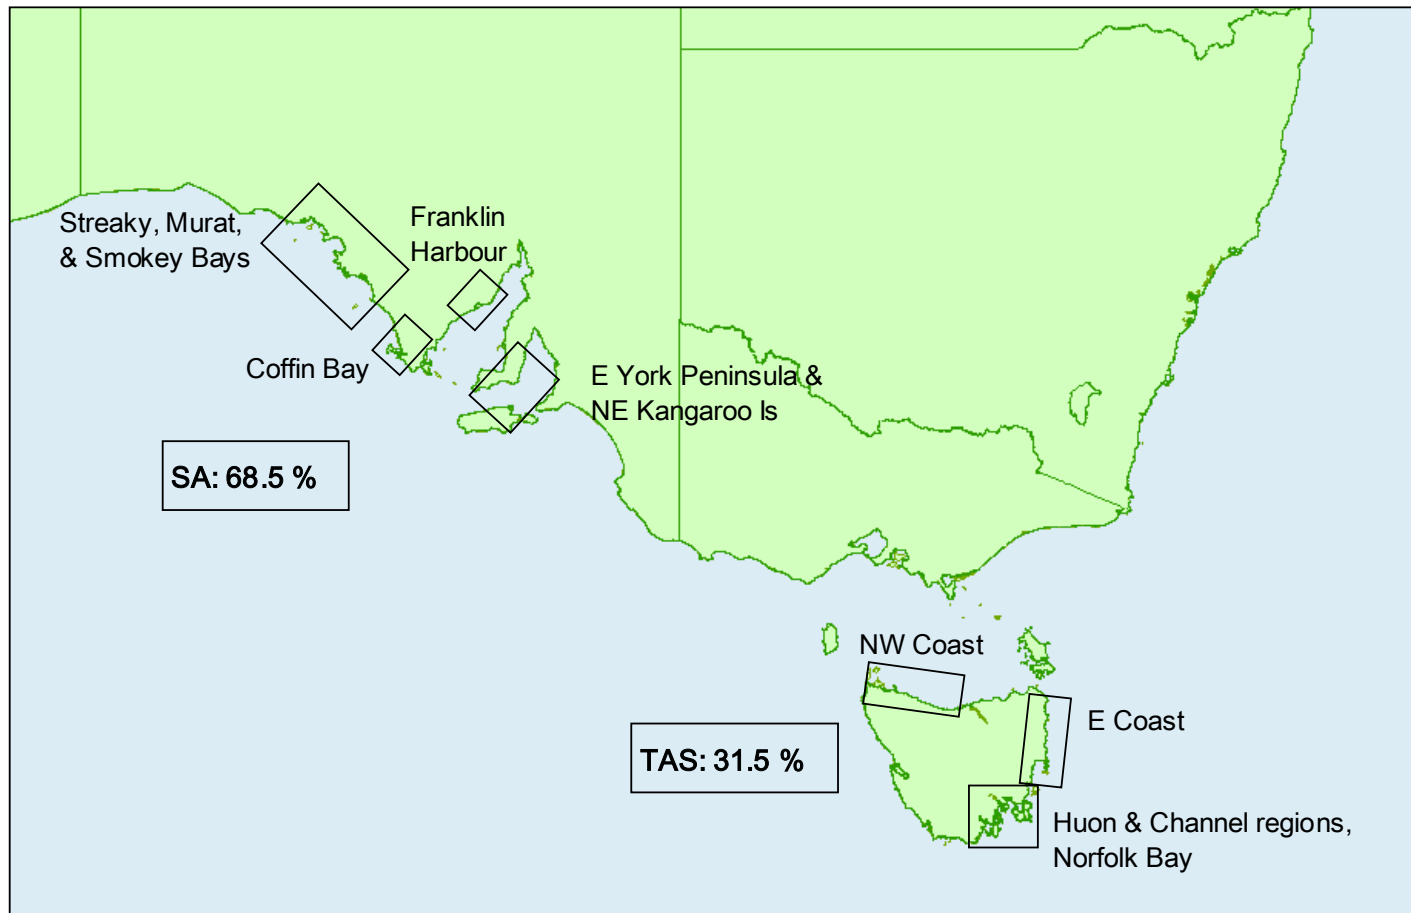 Streaky, Murat,
& Smokey Bays
Franklin
Harbour
Coffin Bay
E York Peninsula &
NE Kangaroo Is
SA: 68.5 %
NW Coast
E Coast
TAS: 31.5 %
Huon & Channel regions,
Norfolk Bay